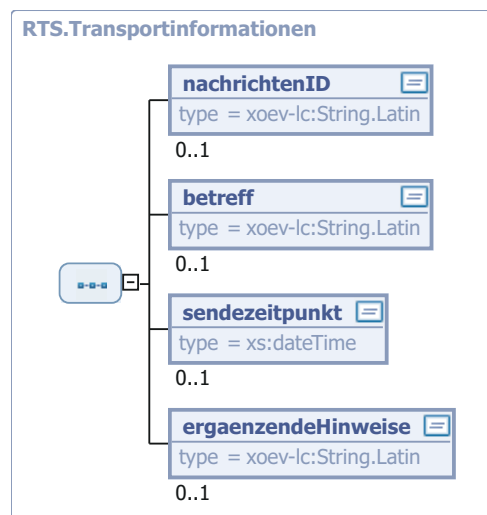 RTS.Transportinformationen
nachrichtenID
type = xoev-lc:String.Latin
0..1
betreff
type = xoev-lc:String.Latin
0..1
sendezeitpunkt
type = xs:dateTime
0..1
ergaenzendeHinweise
type = xoev-lc:String.Latin
0..1